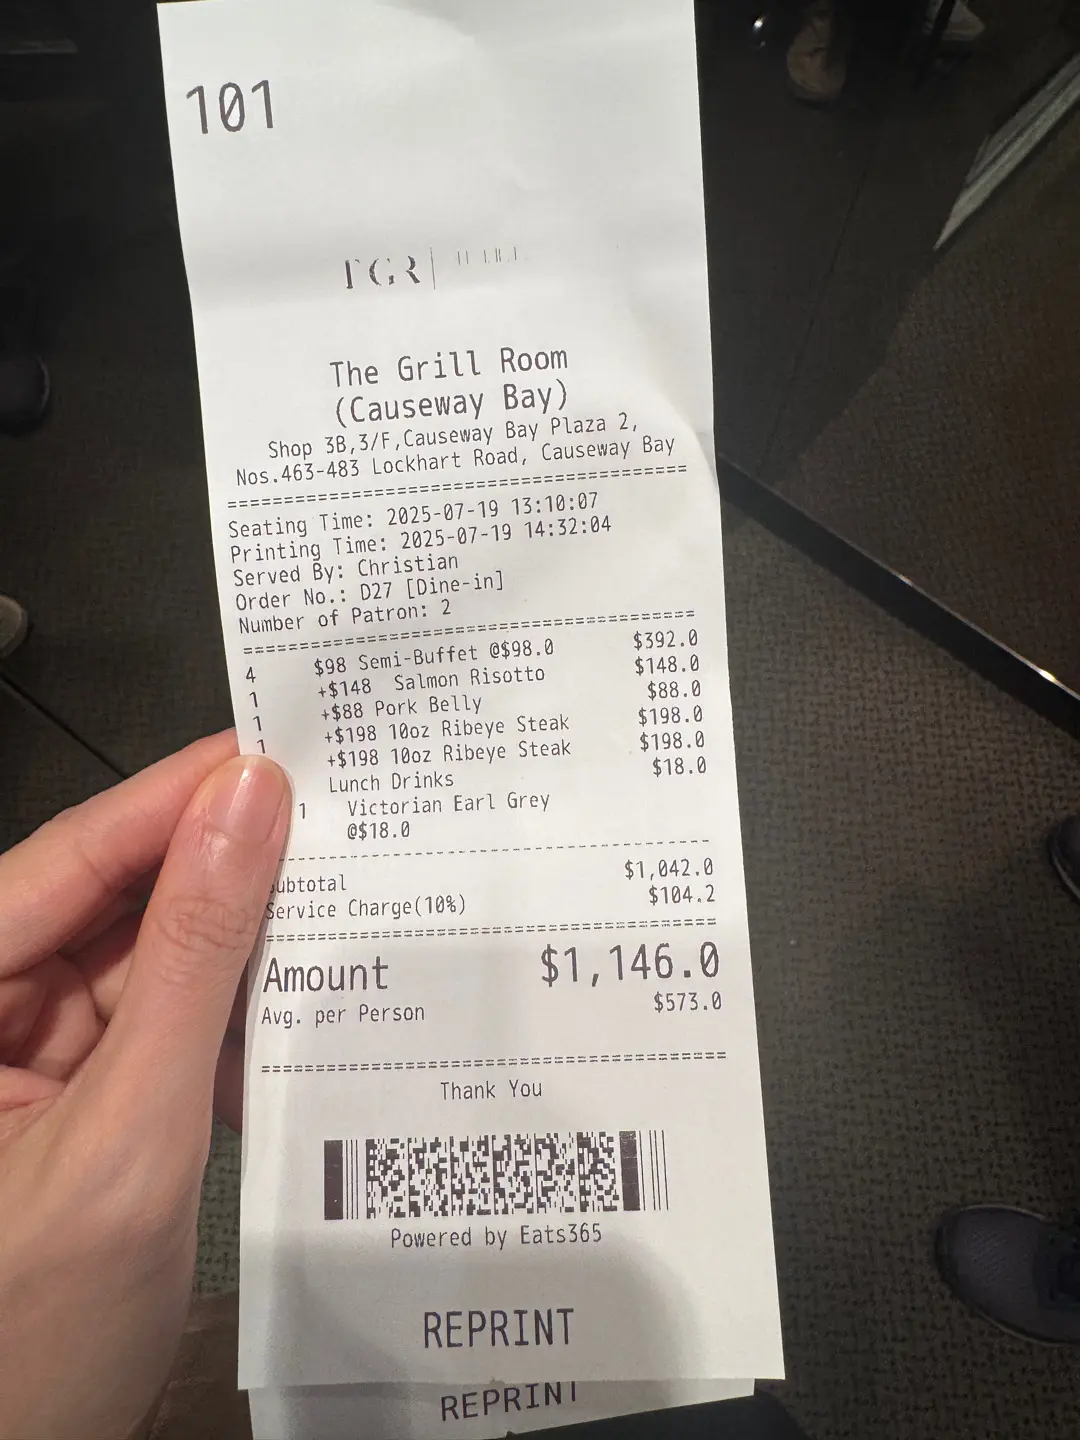 101
TGR
The Grill Room
(Causeway Bay)
Shop 3B,3/F,Causeway Bay Plaza 2,
Nos.463-483 Lockhart Road, Causeway Bay
======================================
Seating Time: 2025-07-19 13:10:07
Printing Time: 2025-07-19 14:32:04
Served By: Christian
Order No.: D27 [Dine-in]
Number of Patron: 2
======================================
4 $98 Semi-Buffet @$98.0 $392.0
1 +$148 Salmon Risotto $148.0
1 +$88 Pork Belly $88.0
1 +$198 10oz Ribeye Steak $198.0
+$198 10oz Ribeye Steak $198.0
Lunch Drinks $18.0
1 Victorian Earl Grey
@$18.0
--------------------------------------
Subtotal $1,042.0
Service Charge(10%) $104.2
======================================
Amount $1,146.0
Avg. per Person $573.0
======================================
Thank You
Powered by Eats365
REPRINT
REPRINT